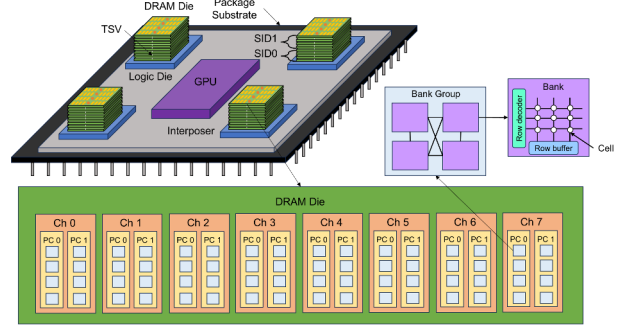 DRAM Die
Package
Substrate
TSV
SID1
SID0
Logic Die
GPU
Interposer
Bank Group
Bank
Row decoder
Row buffer
Cell
DRAM Die
Ch 0 Ch 1 Ch 2 Ch 3 Ch 4 Ch 5 Ch 6 Ch 7
PC 0 PC 1 PC 0 PC 1 PC 0 PC 1 PC 0 PC 1 PC 0 PC 1 PC 0 PC 1 PC 0 PC 1 PC 0 PC 1